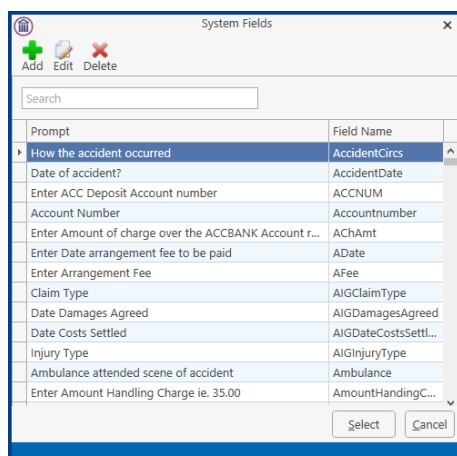 System Fields
Add Edit Delete
Search
Prompt Field Name
How the accident occurred AccidentCircs
Date of accident? AccidentDate
Enter ACC Deposit Account number ACCNUM
Account Number Accountnumber
Enter Amount of charge over the ACCBANK Account r... AChAmt
Enter Date arrangement fee to be paid ADate
Enter Arrangement Fee AFee
Claim Type AIGClaimType
Date Damages Agreed AIGDamagesAgreed
Date Costs Settled AIGDateCostsSettl...
Injury Type AIGInjuryType
Ambulance attended scene of accident Ambulance
Enter Amount Handling Charge ie. 35.00 AmountHandingC...
Select Cancel